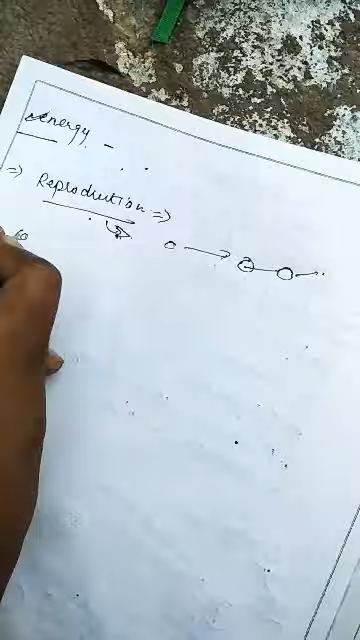 energy -
=> Reproduction =>